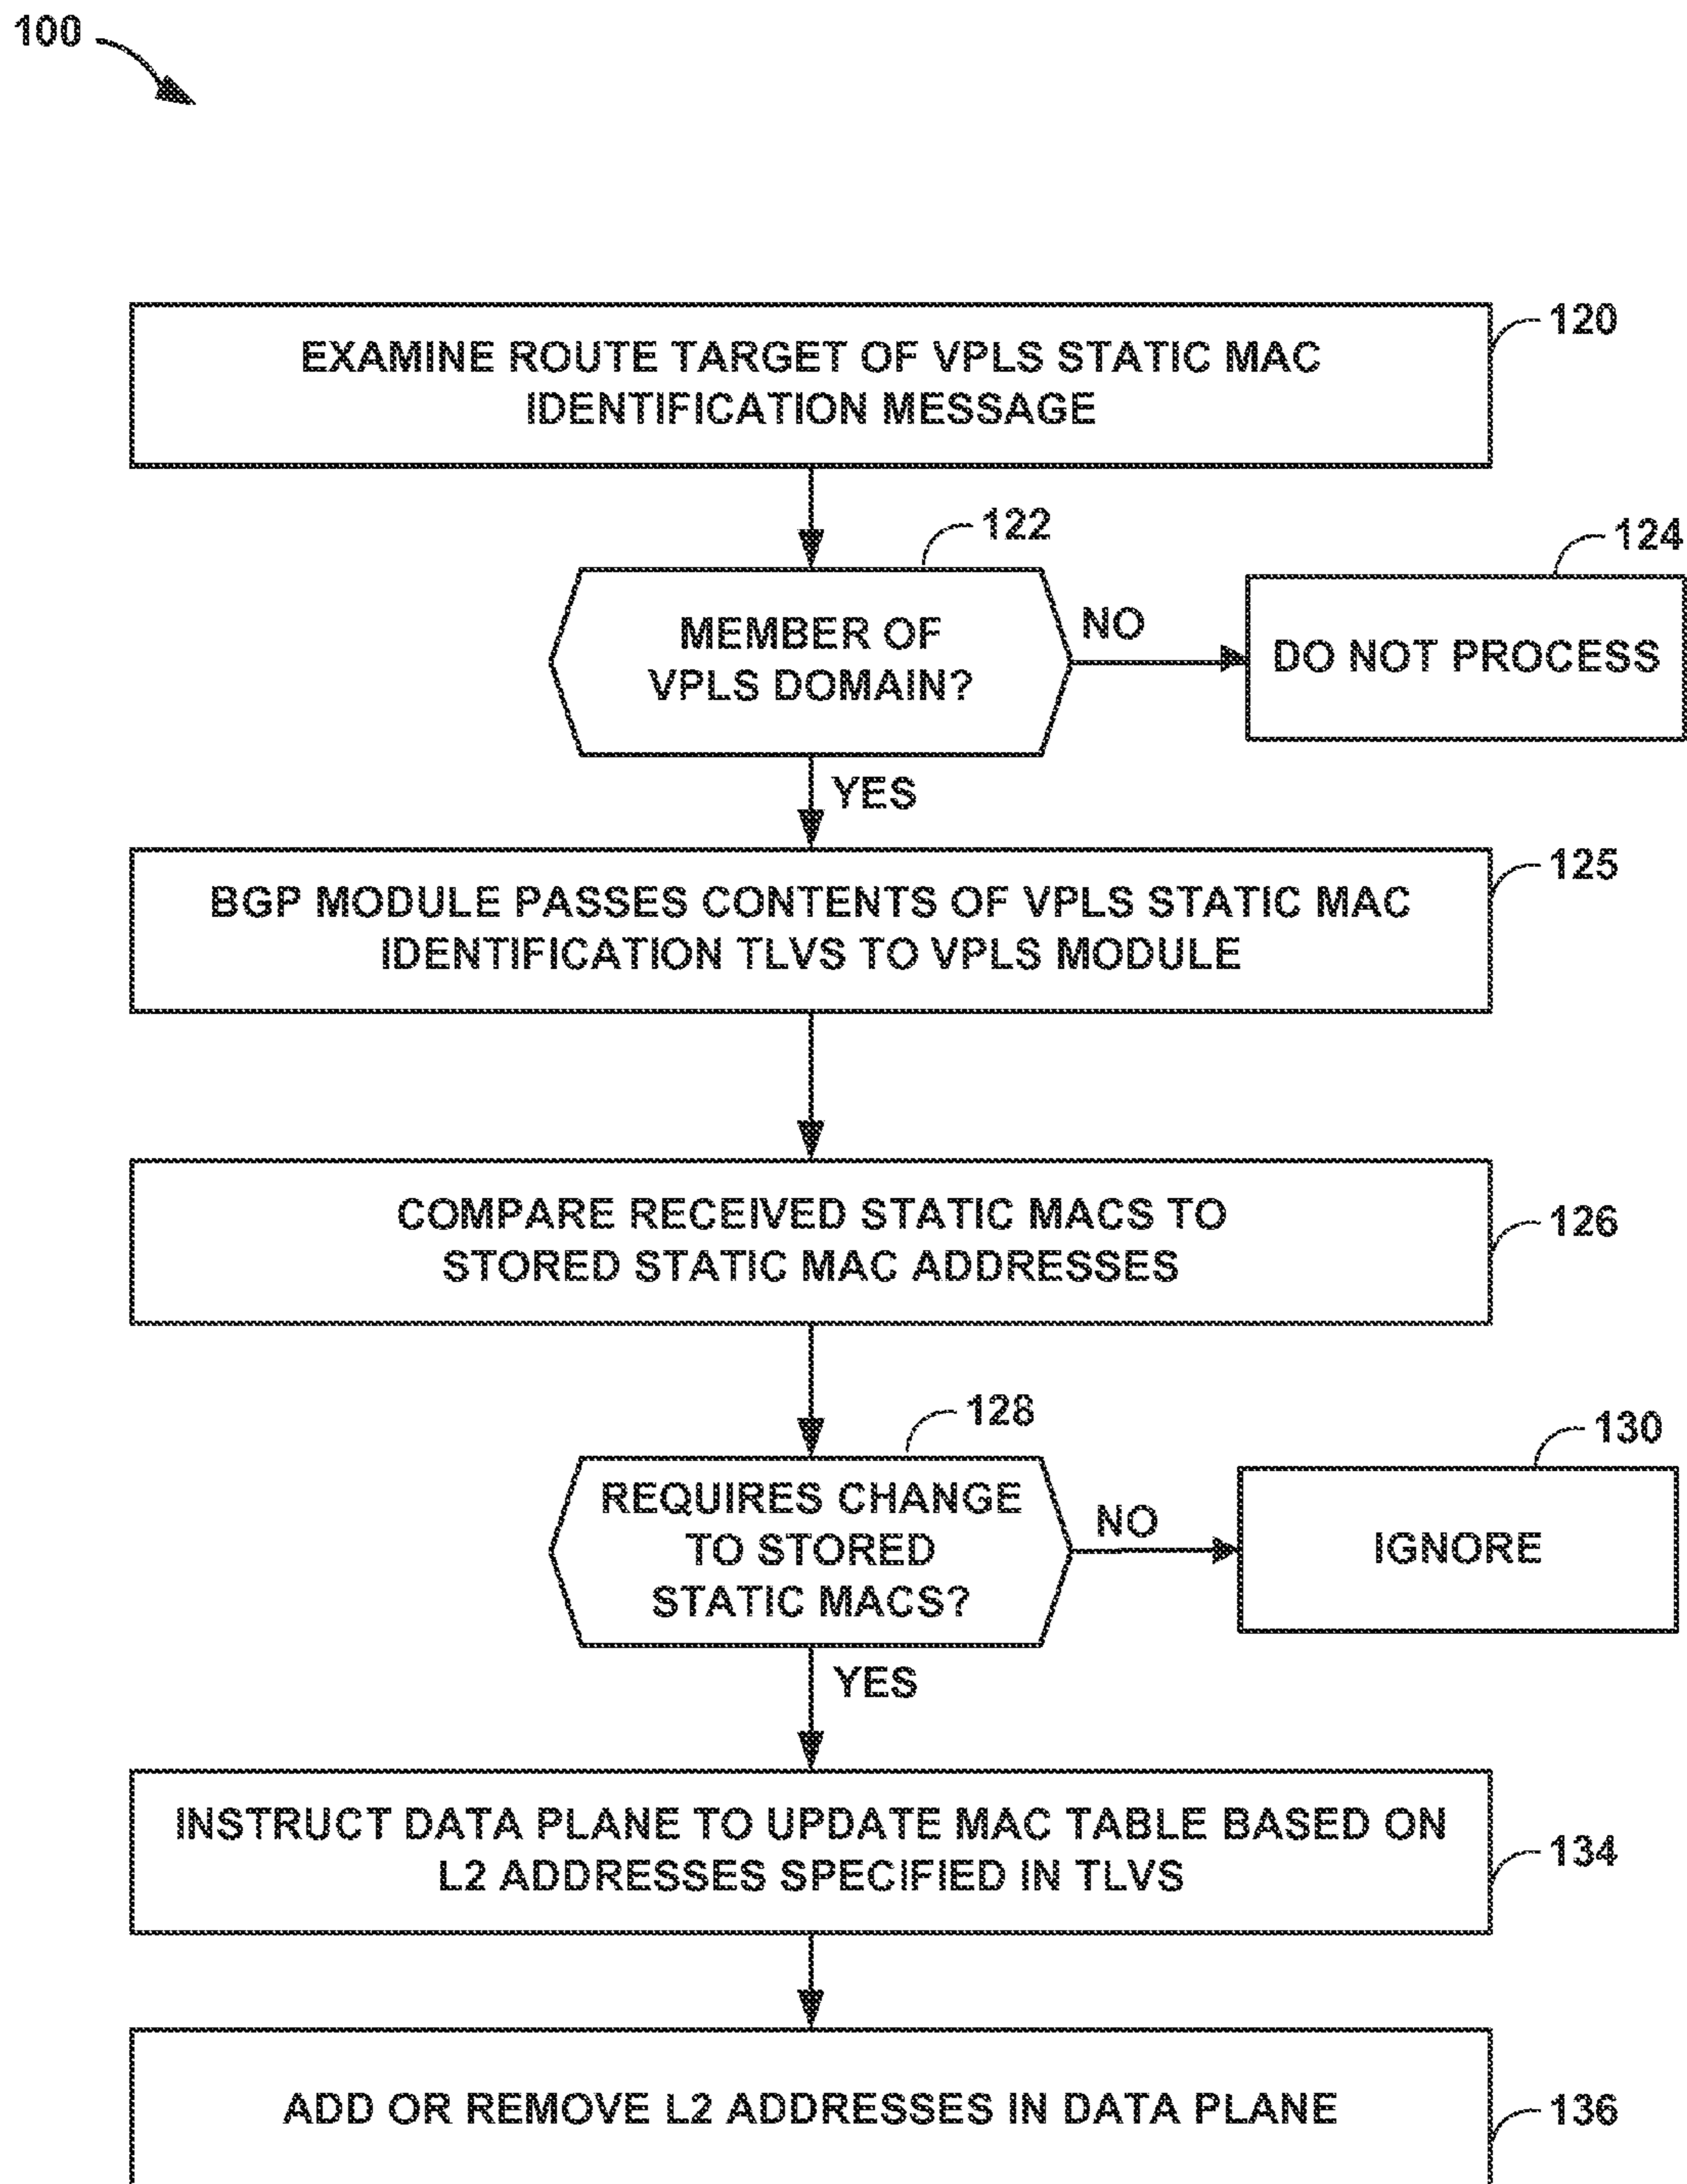 100
EXAMINE ROUTE TARGET OF VPLS STATIC MAC
IDENTIFICATION MESSAGE
120
122
MEMBER OF
VPLS DOMAIN?
NO
124
DO NOT PROCESS
YES
BGP MODULE PASSES CONTENTS OF VPLS STATIC MAC
IDENTIFICATION TLVS TO VPLS MODULE
125
COMPARE RECEIVED STATIC MACS TO
STORED STATIC MAC ADDRESSES
126
128
REQUIRES CHANGE
TO STORED
STATIC MACS?
NO
130
IGNORE
YES
INSTRUCT DATA PLANE TO UPDATE MAC TABLE BASED ON
L2 ADDRESSES SPECIFIED IN TLVS
134
ADD OR REMOVE L2 ADDRESSES IN DATA PLANE
136